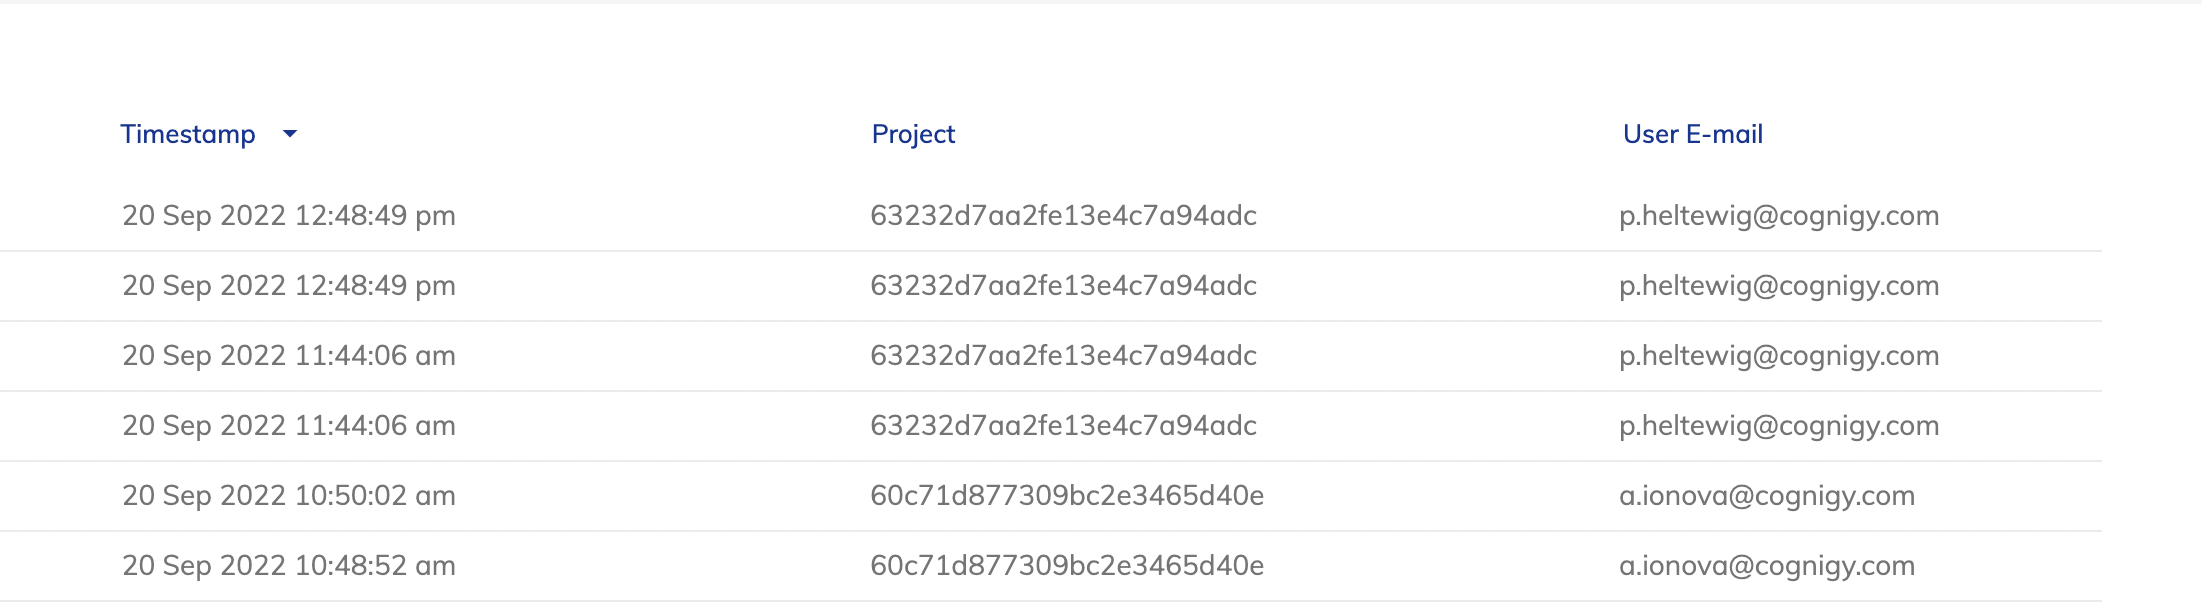 Timestamp Project User E-mail
20 Sep 2022 12:48:49 pm 63232d7aa2fe13e4c7a94adc p.heltewig@cognigy.com
20 Sep 2022 12:48:49 pm 63232d7aa2fe13e4c7a94adc p.heltewig@cognigy.com
20 Sep 2022 11:44:06 am 63232d7aa2fe13e4c7a94adc p.heltewig@cognigy.com
20 Sep 2022 11:44:06 am 63232d7aa2fe13e4c7a94adc p.heltewig@cognigy.com
20 Sep 2022 10:50:02 am 60c71d877309bc2e3465d40e a.ionova@cognigy.com
20 Sep 2022 10:48:52 am 60c71d877309bc2e3465d40e a.ionova@cognigy.com